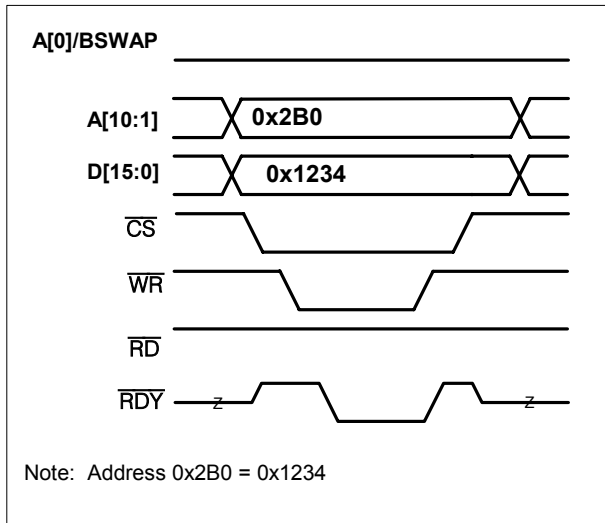 A[0]/BSWAP
A[10:1]
0x2B0
D[15:0]
0x1234
CS
WR
RD
RDY
Z
Z
Note: Address 0x2B0 = 0x1234